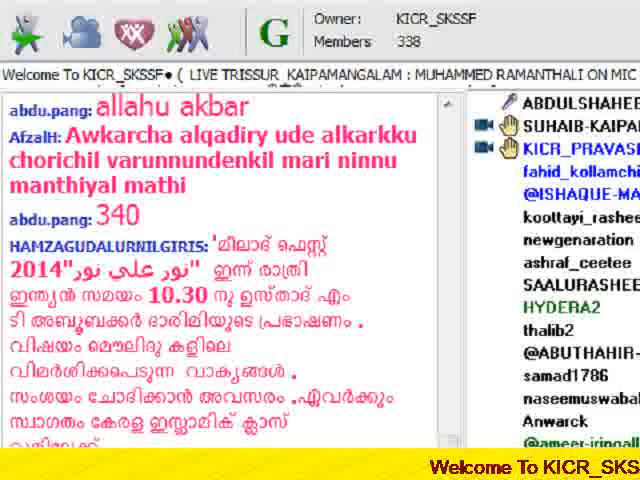 G
Owner: KICR_SKSSF
Members 338
Welcome To KICR_SKSSF● ( LIVE TRISSUR KAIPAMANGALAM : MUHAMMED RAMANTHALI ON MIC
abdu.pang: allahu akbar
AfzalH: Awkarcha alqadiry ude alkarkku
chorichil varunnundenkil mari ninnu
manthiyal mathi
abdu.pang: 340
HAMZAGUDALURNILGIRIS: 'മീലാദ് ഫെസ്റ്റ്
2014"نور علي نور" ഇന്ന് രാത്രി
ഇന്ത്യന്‍ സമയം 10.30 നു ഉസ്താദ് എം
ടി അബൂബക്കര്‍ ദാരിമിയുടെ പ്രഭാഷണം .
വിഷയം മൌലിദു കളിലെ
വിമര്‍ശിക്കപെടുന്ന വാക്യങ്ങള്‍ .
സംശയം ചോദിക്കാന്‍ അവസരം .എവര്‍ക്കും
സ്വാഗതം കേരള ഇസ്ലാമിക് ക്ലാസ്
ABDULSHAHEE
SUHAIB-KAIPA
KICR_PRAVASI
fahid_kollamchi
@ISHAQUE-MA
koottayi_rashee
newgenaration
ashraf_ceetee
SAALURASHEE
HYDERA2
thalib2
@ABUTHAHIR-
samad1786
naseemuswabal
Anwarck
@ameer-iringall
Welcome To KICR_SKS